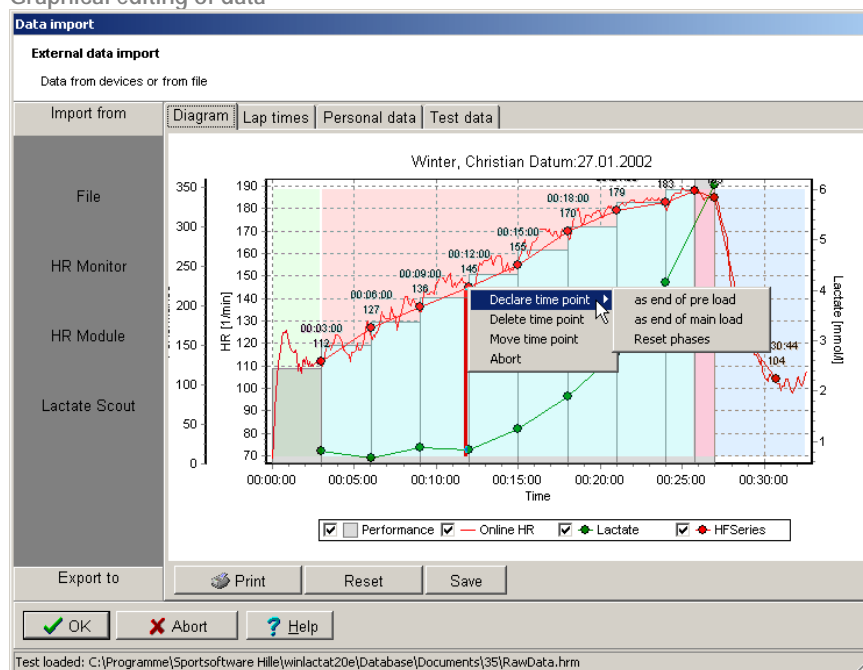 Graphical editing of data
Data import
External data import
Data from devices or from file
Import from
Diagram
Lap times
Personal data
Test data
File
HR Monitor
HR Module
Lactate Scout
Export to
Winter, Christian Datum:27.01.2002
350
300
250
200
150
100
50
0
HR [1/min]
190
180
170
160
150
140
130
120
110
100
90
80
70
00:03:00
112
00:06:00
127
00:09:00
136
00:12:00
145
00:15:00
155
00:18:00
170
179
183
30:44
104
Declare time point
Delete time point
Move time point
Abort
as end of pre load
as end of main load
Reset phases
6
5
4
3
2
1
Lactate [mmol/l]
00:00:00
00:05:00
00:10:00
00:15:00
00:20:00
00:25:00
00:30:00
Time
Performance
Online HR
Lactate
HFSeries
Print
Reset
Save
OK
Abort
Help
Test loaded: C:\Programme\Sportsoftware Hille\winlactat20e\Database\Documents\35\RawData.hrm